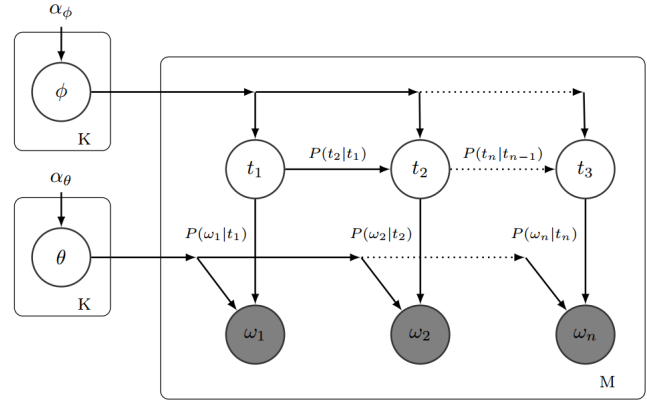 α_ϕ
ϕ
K
t_1
P(t_2|t_1)
t_2
P(t_n|t_{n−1})
t_3
α_θ
θ
K
P(ω_1|t_1)
P(ω_2|t_2)
P(ω_n|t_n)
ω_1
ω_2
ω_n
M